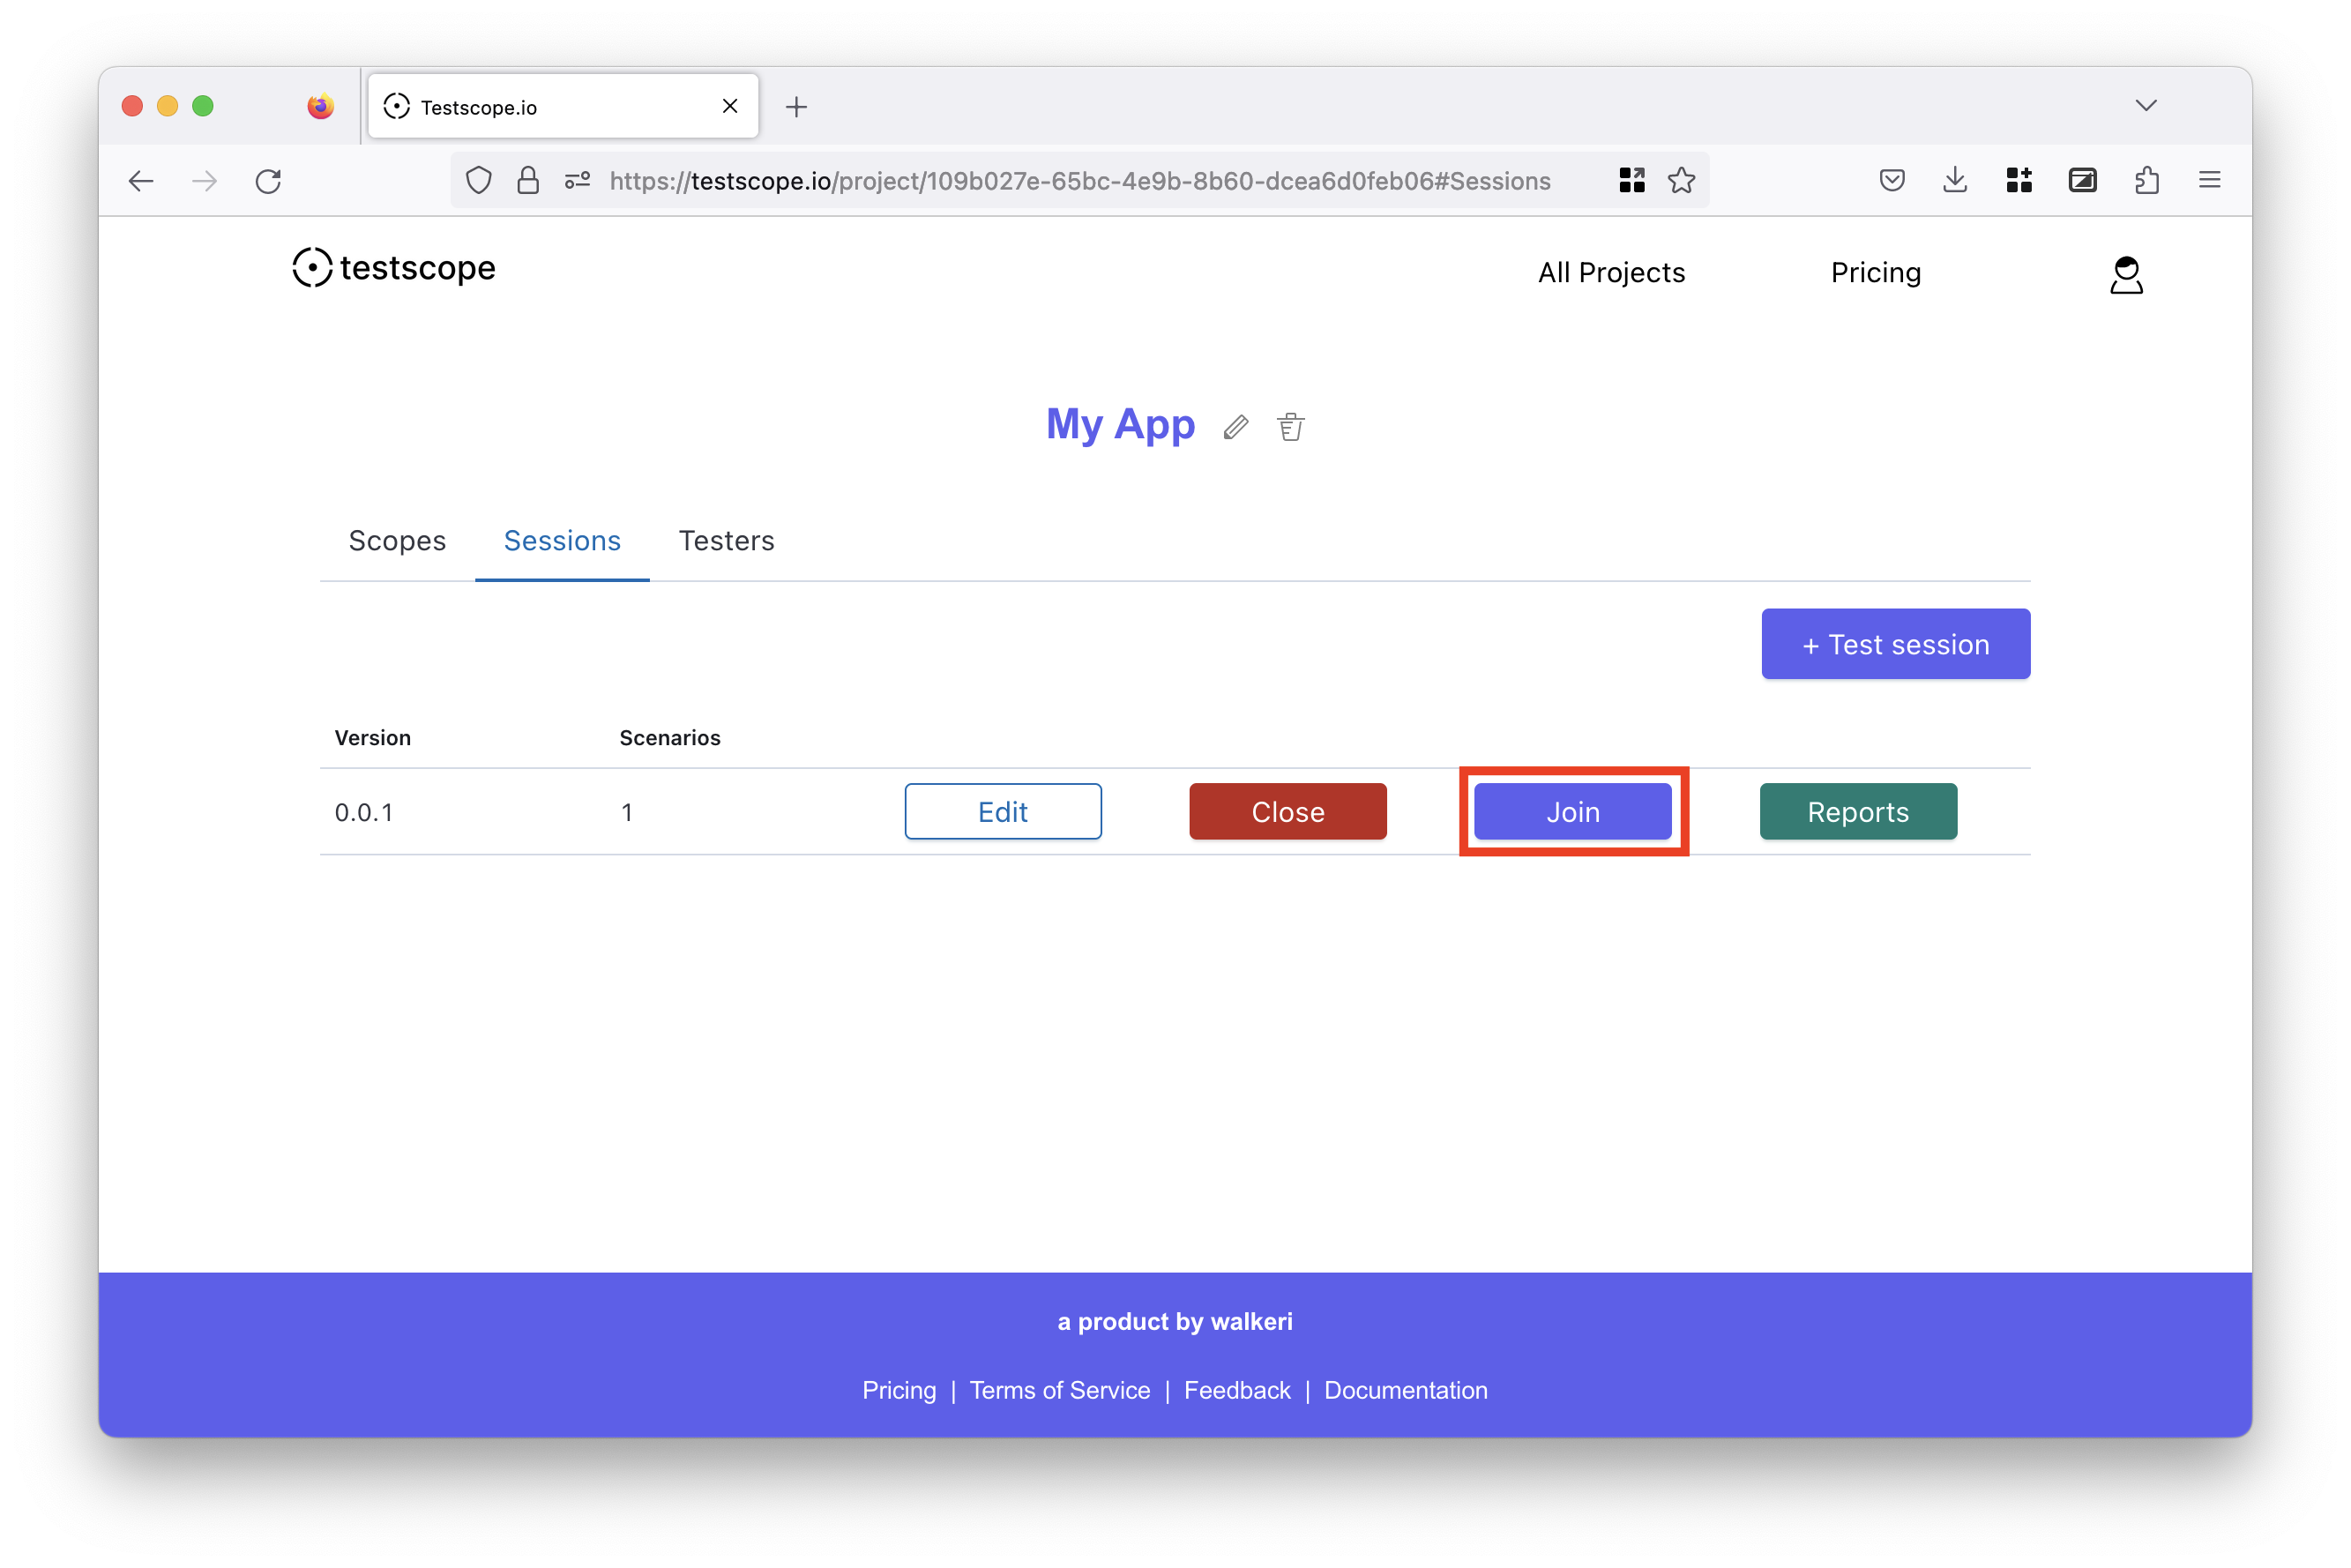 Testscope.io
https://testscope.io/project/109b027e-65bc-4e9b-8b60-dcea6d0feb06#Sessions
testscope
All Projects
Pricing
My App
Scopes
Sessions
Testers
+ Test session
Version
Scenarios
0.0.1
1
Edit
Close
Join
Reports
a product by walkeri
Pricing | Terms of Service | Feedback | Documentation